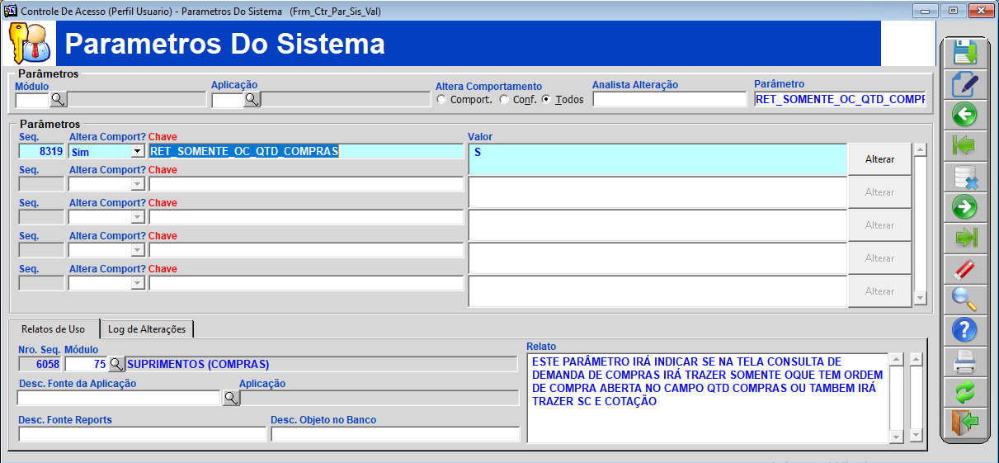 Controle De Acesso (Perfil Usuario) - Parametros Do Sistema (Frm_Ctr_Par_Sis_Val)
Parametros Do Sistema
Parâmetros
Módulo
Aplicação
Altera Comportamento
Comport. Conf. Todos
Analista Alteração
Parâmetro
RET_SOMENTE_OC_QTD_COMPF
Parâmetros
Seq. Altera Comport? Chave Valor
8319 Sim RET_SOMENTE_OC_QTD_COMPRAS S Alterar
Seq. Altera Comport? Chave
Alterar
Seq. Altera Comport? Chave
Alterar
Seq. Altera Comport? Chave
Alterar
Seq. Altera Comport? Chave
Alterar
Relatos de Uso Log de Alterações
Nro. Seq. Módulo
6058 75 SUPRIMENTOS (COMPRAS)
Desc. Fonte da Aplicação Aplicação
Desc. Fonte Reports Desc. Objeto no Banco
Relato
ESTE PARÂMETRO IRÁ INDICAR SE NA TELA CONSULTA DE
DEMANDA DE COMPRAS IRÁ TRAZER SOMENTE OQUE TEM ORDEM
DE COMPRA ABERTA NO CAMPO QTD COMPRAS OU TAMBEM IRÁ
TRAZER SC E COTAÇÃO